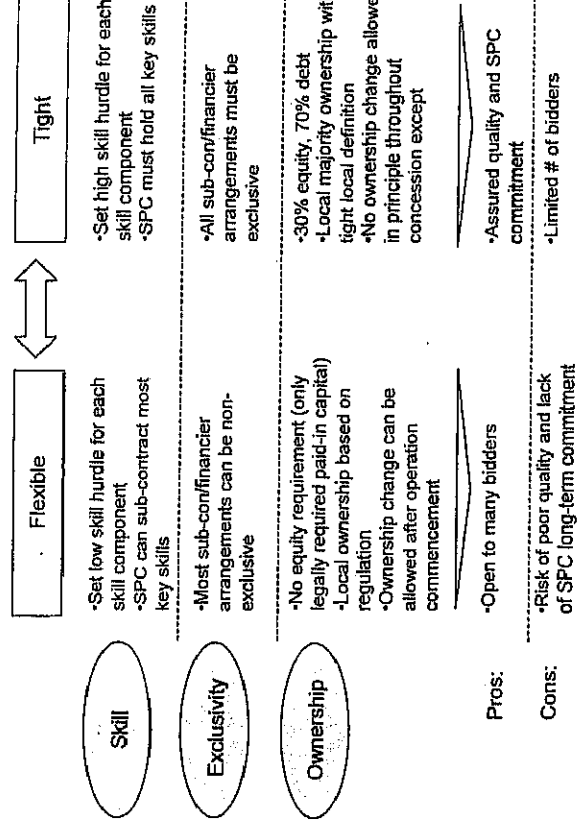 Flexible
Tight
Skill
•Set low skill hurdle for each
skill component
•SPC can sub-contract most
key skills
•Set high skill hurdle for each
skill component
•SPC must hold all key skills
Exclusivity
•Most sub-con/financier
arrangements can be non-
exclusive
•All sub-con/financier
arrangements must be
exclusive
Ownership
•No equity requirement (only
legally required paid-in capital)
•Local ownership based on
regulation
•Ownership change can be
allowed after operation
commencement
•30% equity, 70% debt
•Local majority ownership
tight local definition
•No ownership change
in principle throughout
concession except
Pros:
•Open to many bidders
•Assured quality and SPC
commitment
Cons:
•Risk of poor quality and lack
of SPC long-term commitment
•Limited # of bidders